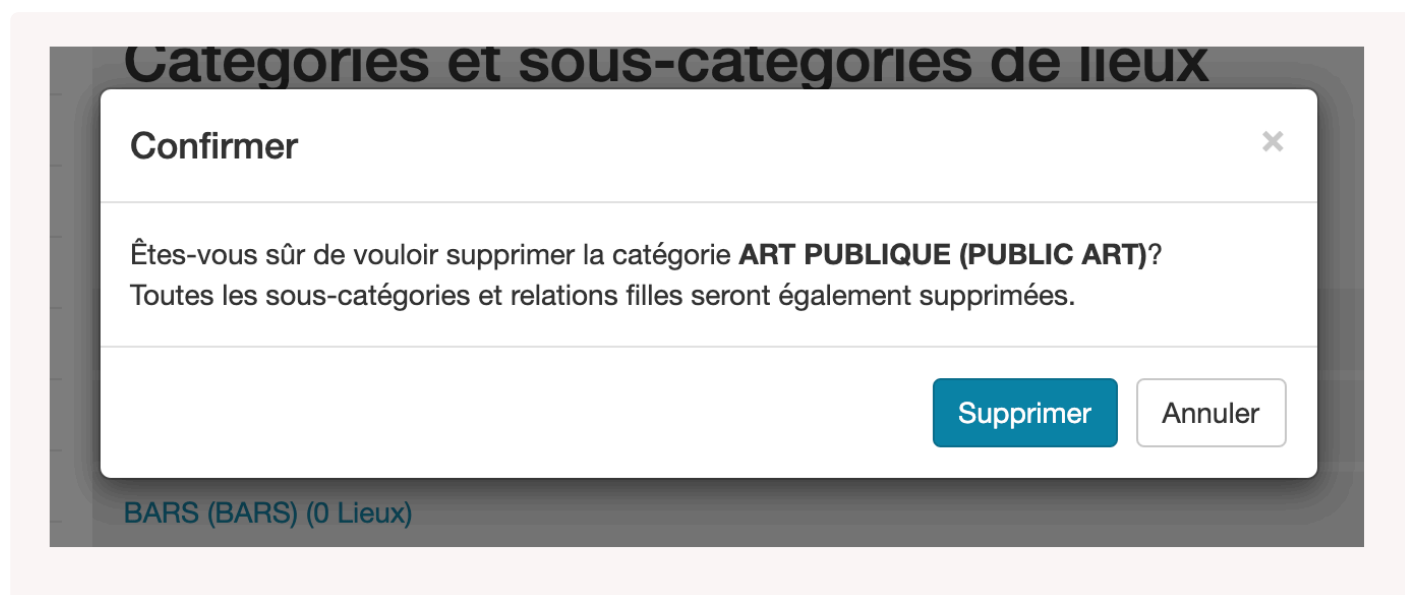 Catégories et sous-catégories de lieux
Confirmer
×
Êtes-vous sûr de vouloir supprimer la catégorie ART PUBLIQUE (PUBLIC ART)?
Toutes les sous-catégories et relations filles seront également supprimées.
Supprimer
Annuler
BARS (BARS) (0 Lieux)